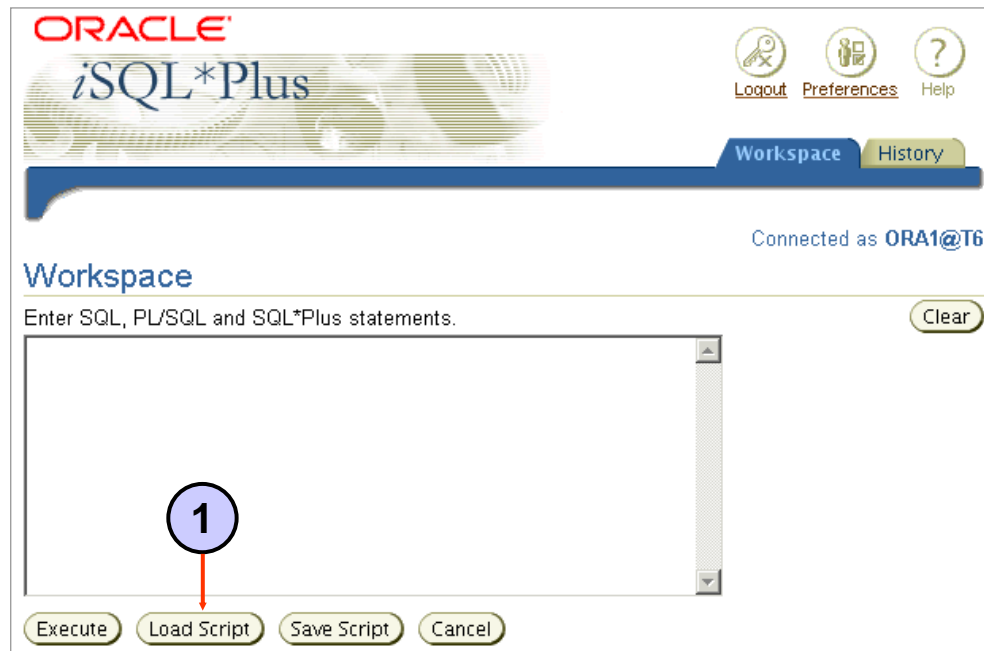 ORACLE
iSQL*Plus
Logout Preferences Help
Workspace History
Connected as ORA1@T6
Workspace
Enter SQL, PL/SQL and SQL*Plus statements.
Clear
1
Execute Load Script Save Script Cancel